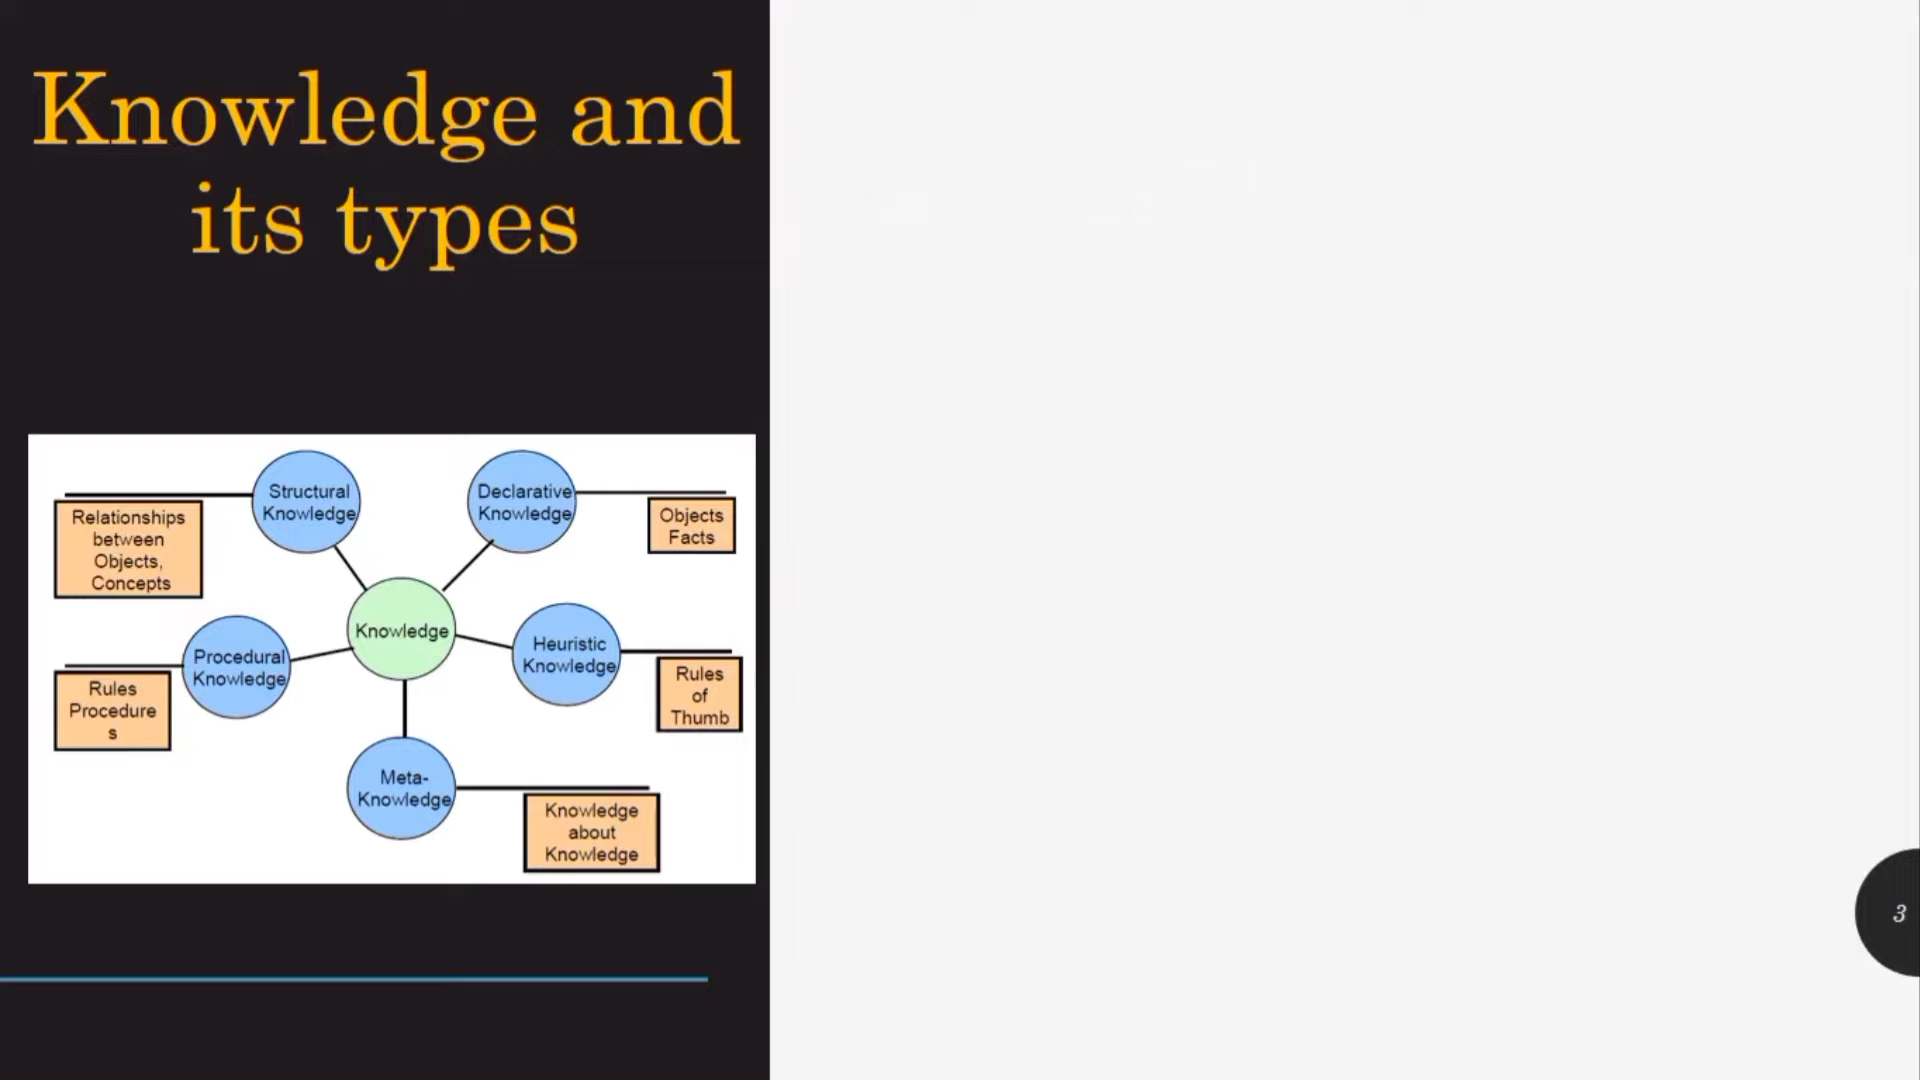 Knowledge and
its types
Structural
Knowledge
Relationships
between
Objects,
Concepts
Declarative
Knowledge
Objects
Facts
Knowledge
Procedural
Knowledge
Rules
Procedure
s
Heuristic
Knowledge
Rules
of
Thumb
Meta-
Knowledge
Knowledge
about
Knowledge
3